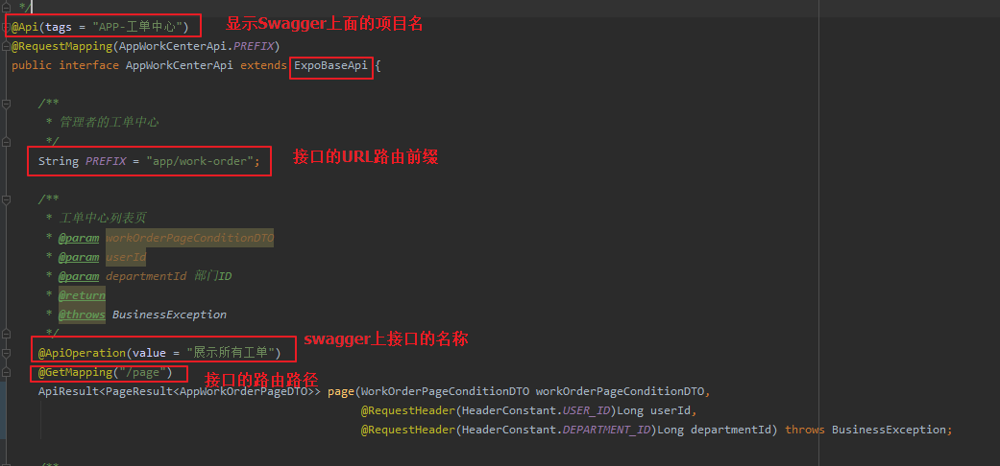 */
@Api(tags = "APP-工单中心") 显示Swagger上面的项目名
@RequestMapping(AppWorkCenterApi.PREFIX)
public interface AppWorkCenterApi extends ExpoBaseApi {
/**
* 管理者的工单中心
*/
String PREFIX = "app/work-order"; 接口的URL路由前缀
/**
* 工单中心列表页
* @param workOrderPageConditionDTO
* @param userId
* @param departmentId 部门ID
* @return
* @throws BusinessException
*/
@ApiOperation(value = "展示所有工单") swagger上接口的名称
@GetMapping("/page") 接口的路由路径
ApiResult<PageResult<AppWorkOrderPageDTO>> page(WorkOrderPageConditionDTO workOrderPageConditionDTO,
@RequestHeader(HeaderConstant.USER_ID)Long userId,
@RequestHeader(HeaderConstant.DEPARTMENT_ID)Long departmentId) throws BusinessException;
/**